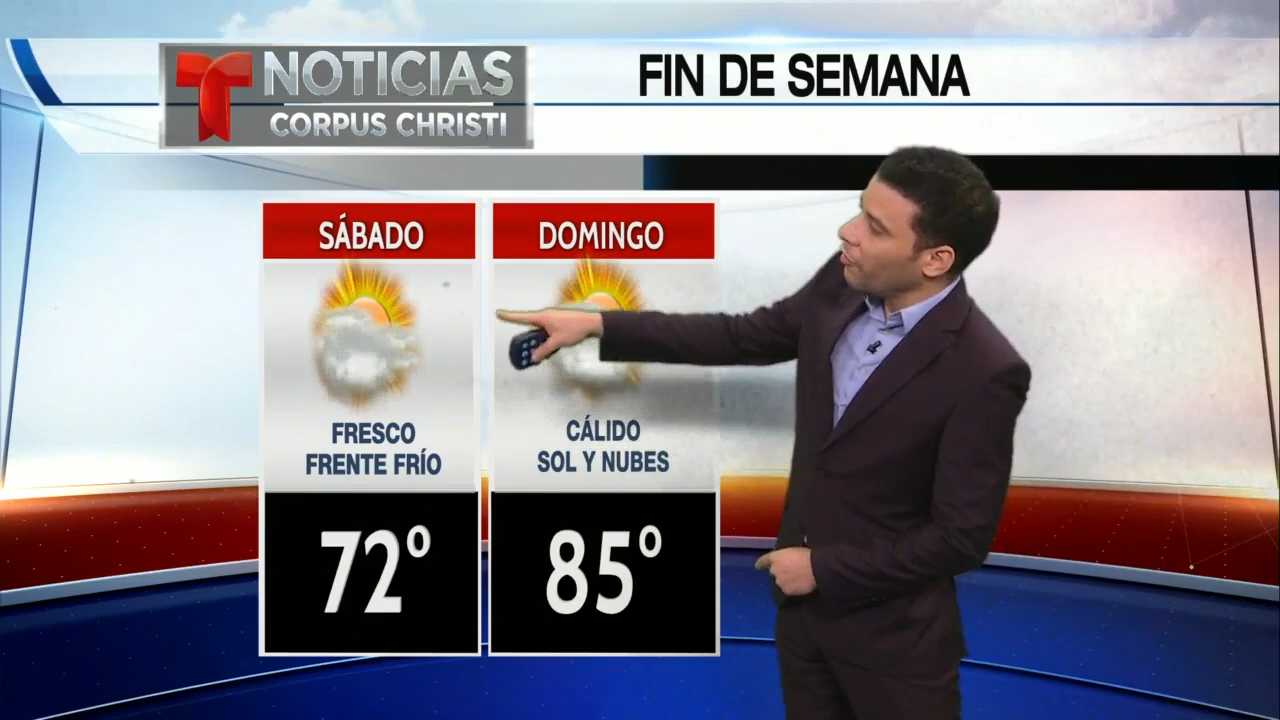 NOTICIAS
CORPUS CHRISTI
FIN DE SEMANA
SÁBADO
FRESCO
FRENTE FRÍO
72°
DOMINGO
CÁLIDO
SOL Y NUBES
85°